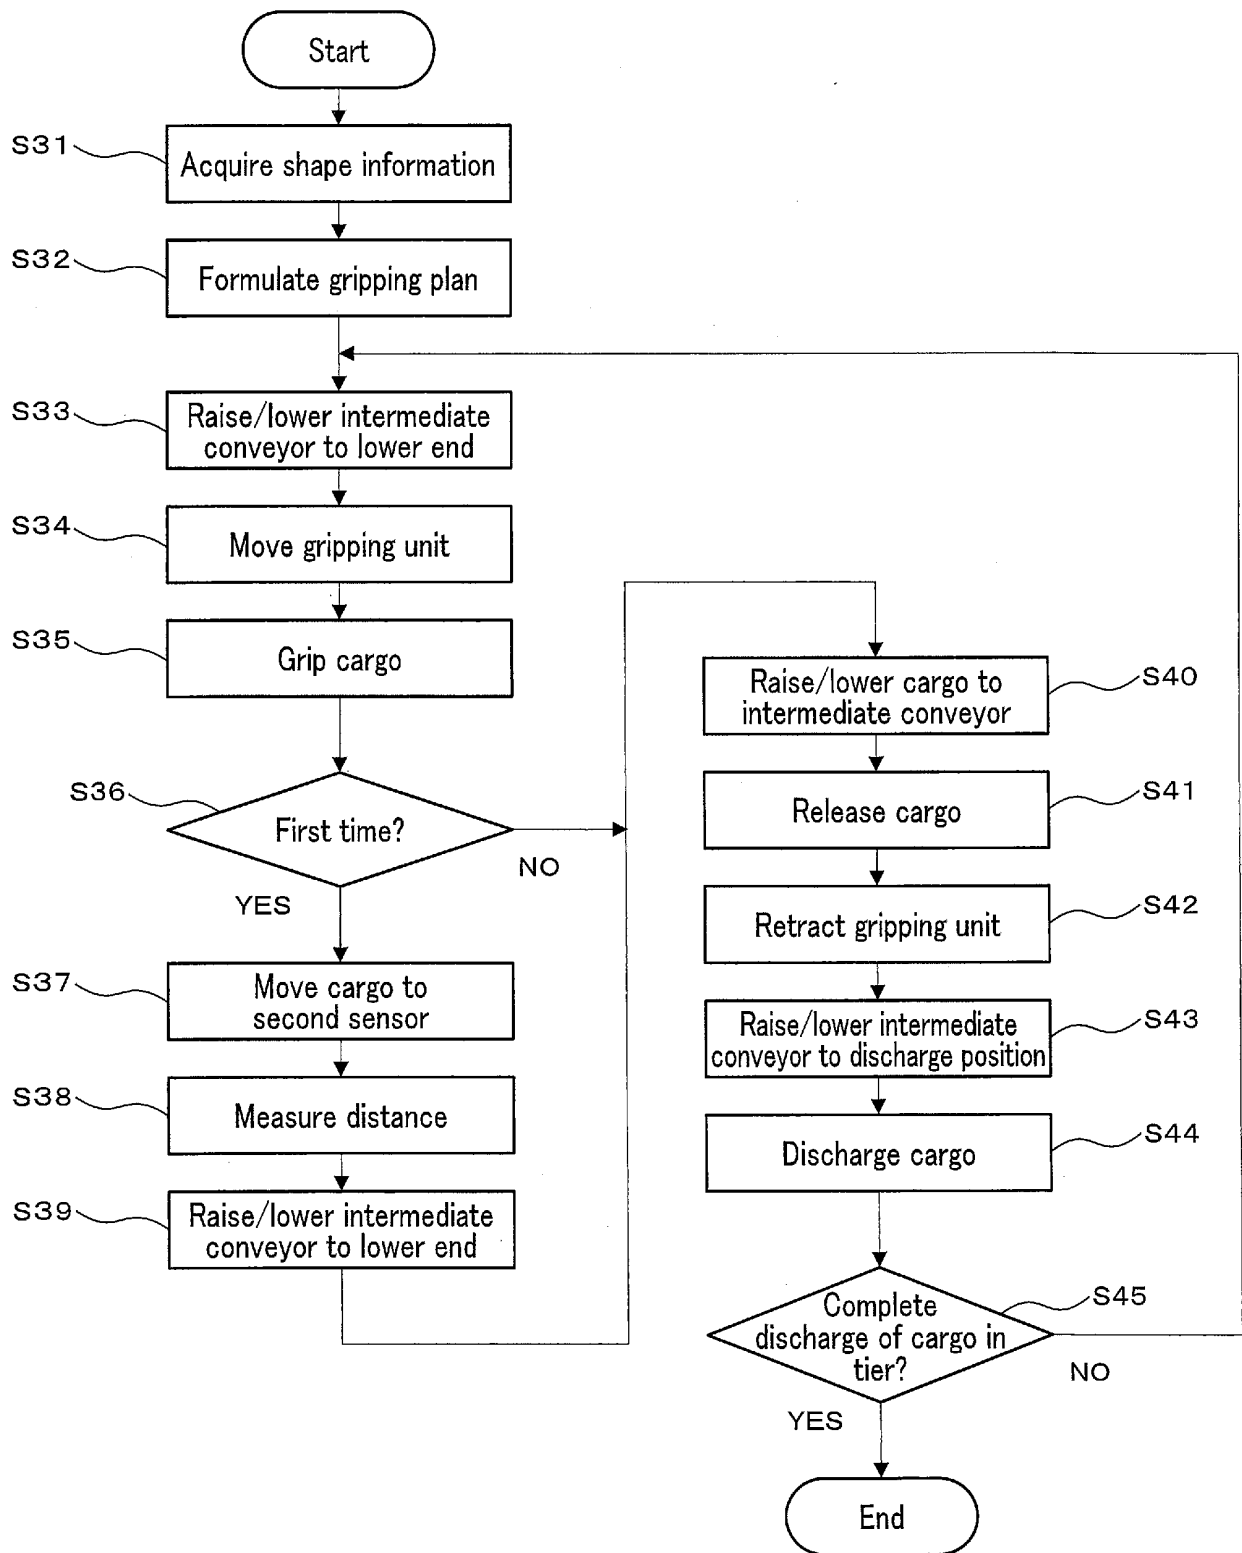 Start
S31
Acquire shape information
S32
Formulate gripping plan
S33
Raise/lower intermediate
conveyor to lower end
S34
Move gripping unit
S35
Grip cargo
S36
First time?
NO
YES
S37
Move cargo to
second sensor
S38
Measure distance
S39
Raise/lower intermediate
conveyor to lower end
Raise/lower cargo to
intermediate conveyor
S40
Release cargo
S41
Retract gripping unit
S42
Raise/lower intermediate
conveyor to discharge position
S43
Discharge cargo
S44
Complete
discharge of cargo in
tier?
S45
NO
YES
End